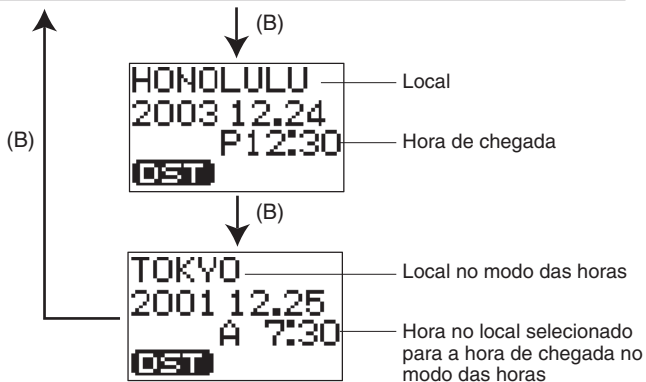 (B)
HONOLULU
Local
2003 12.24
(B)
P12:30
Hora de chegada
DST
(B)
TOKYO
Local no modo das horas
2001 12.25
A 7:30
Hora no local selecionado
para a hora de chegada no
modo das horas
DST